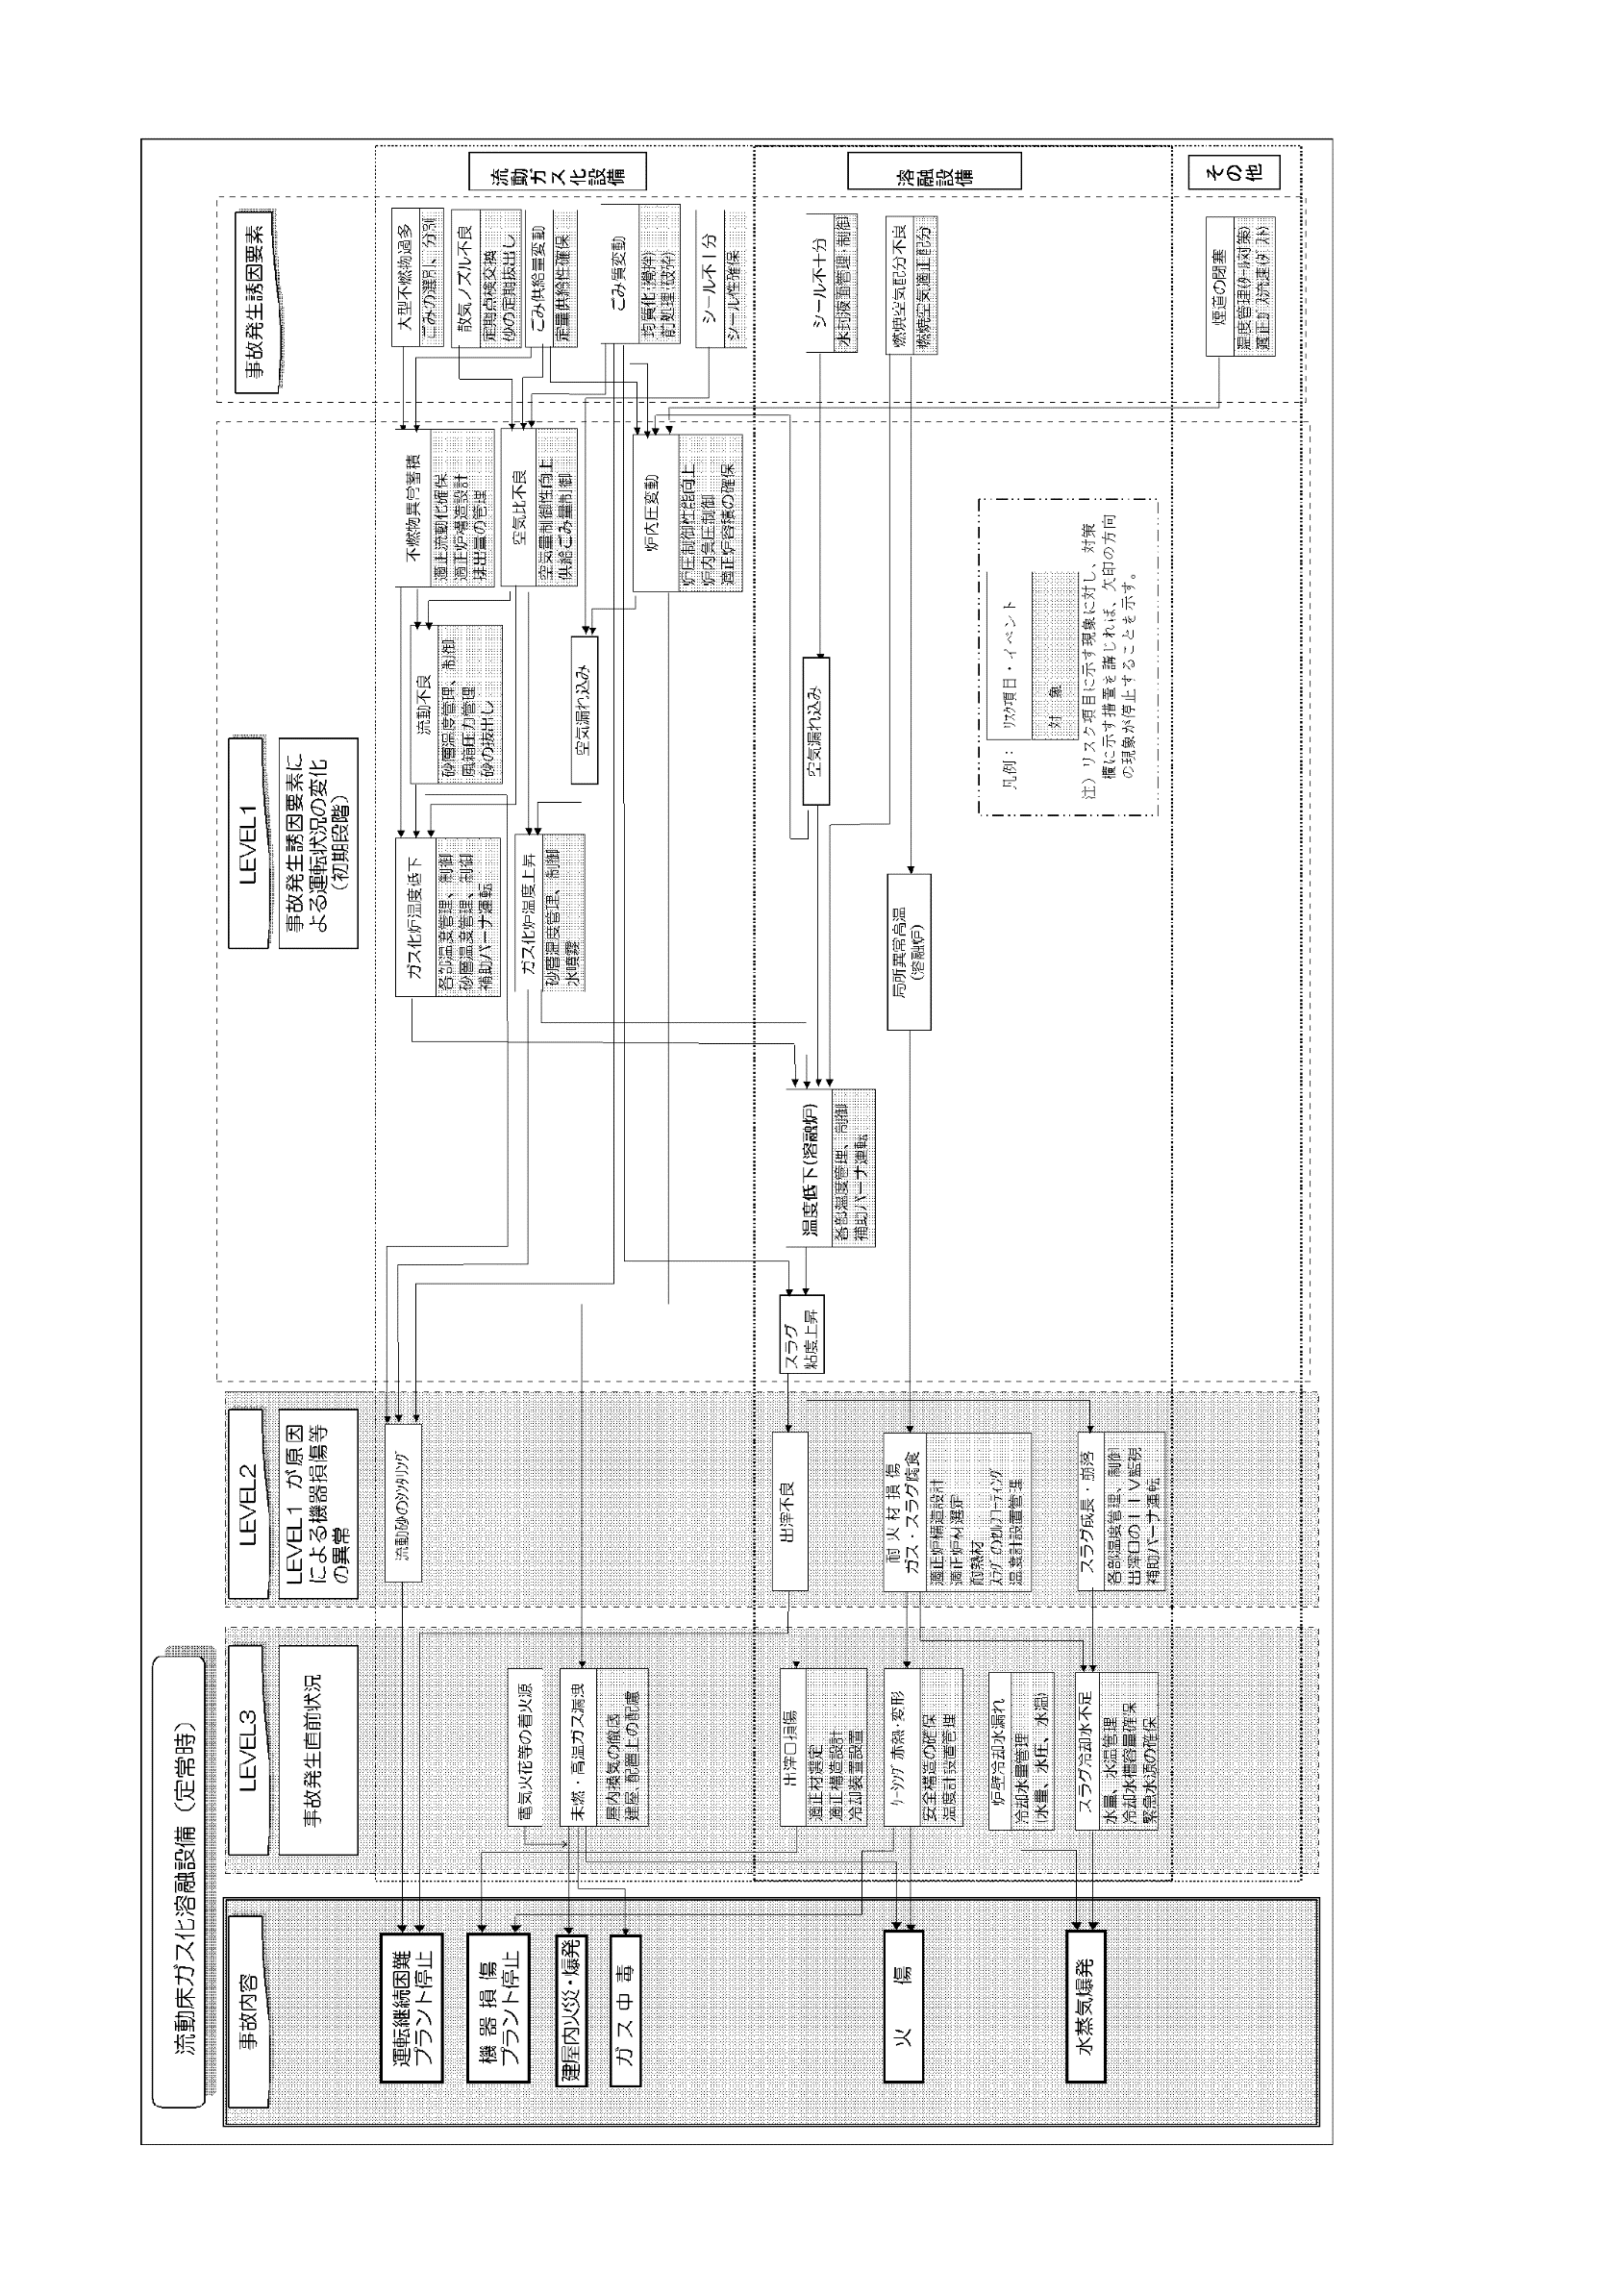 流動床ガス化溶融設備（定常時）
事故内容
LEVEL3
LEVEL2
LEVEL1
事故発生誘因要素
事故発生直前状況
LEVEL1 が原因
による機器損傷等
の異常
事故発生誘因要素に
よる運転状況の変化
（初期段階）
流動ガス化設備
溶融設備
その他
運転継続困難
プラント停止
機器損傷
プラント停止
建屋内火災・爆発
ガス中毒
火傷
水蒸気爆発
電気火花等の着火源
未燃・高温ガス漏洩
屋内換気の徹底
建屋、配置上の配慮
出滓口損傷
適正材選定
適正構造設計
冷却装置設置
ケーシング赤熱・変形
安全構造の確保
温度計設置管理
炉壁冷却水漏れ
冷却水量管理
(水量、水圧、水温)
スラグ冷却水不足
水量、水温管理
冷却水槽容量確保
緊急水源の確保
流動砂のシンタリング
出滓不良
耐火材損傷
ガス・スラグ腐食
適正炉構造設計
適正炉材選定
耐熱材
スラグのセルフコーティング
温度計設置管理
スラグ成長・崩落
各部温度管理、制御
出滓口のＩＴＶ監視
補助バーナ運転
スラグ
粘度上昇
温度低下(溶融炉)
各部温度管理、制御
補助バーナ運転
ガス化炉温度低下
各部温度管理、制御
砂層温度管理、制御
補助バーナ運転
ガス化炉温度上昇
砂層温度管理、制御
水噴霧
局所異常高温
(溶融炉)
流動不良
砂層温度管理、制御
風箱圧力管理
砂の抜出し
空気漏れ込み
空気漏れ込み
不燃物異常蓄積
適正流動化確保
適正炉構造設計
排出量の管理
空気比不良
空気量制御性向上
供給ごみ量制御
炉内圧変動
炉圧制御性能向上
炉内負圧制御
適正炉容積の確保
大型不燃物過多
ごみの選別、分別
散気ノズル不良
定期点検交換
砂の定期抜出し
ごみ供給量変動
定量供給性確保
ごみ質変動
均質化(攪拌)
前処理(破砕)
シール不十分
シール性確保
シール不十分
水封液面管理・制御
燃焼空気配分不良
燃焼空気適正配分
煙道の閉塞
温度管理(クール対策)
適正ガス流速(ダスト)
凡例：
リスク項目・イベント
対　象
注）リスク項目に示す現象に対し、対策
欄に示す措置を講じれば、矢印の方向
の現象が停止することを示す。